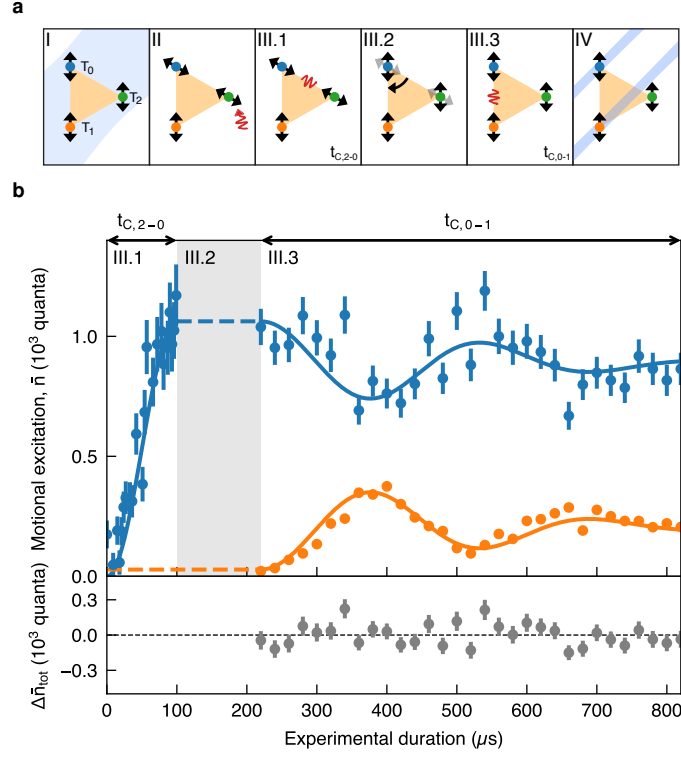 a
I II III.1 III.2 III.3 IV
T0
T2
T1
tC,2-0 tC,0-1
b
tC, 2 − 0 tC, 0 − 1
III.1 III.2 III.3
Motional excitation, n̄ (10³ quanta)
1.0
0.5
0.0
Δn̄tot (10³ quanta)
0.3
0.0
−0.3
0 100 200 300 400 500 600 700 800
Experimental duration (μs)